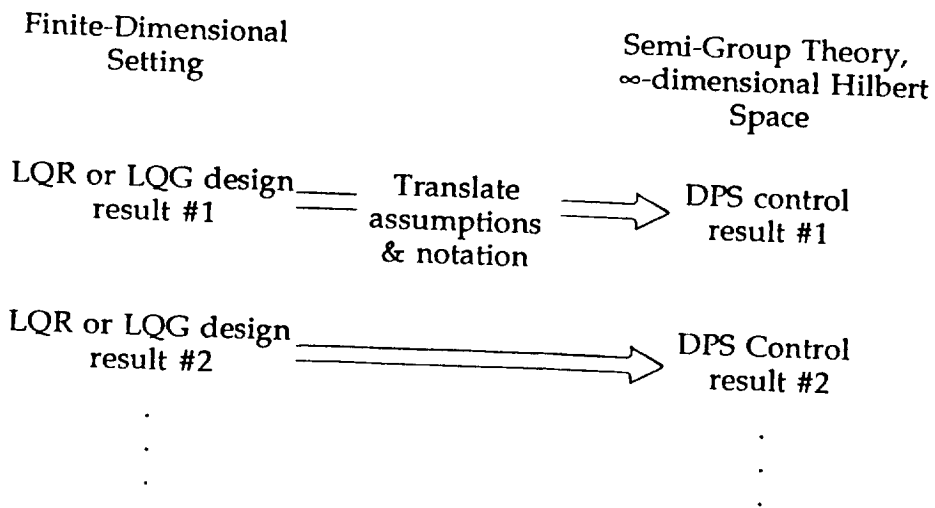 Finite-Dimensional
Setting
Semi-Group Theory,
∞-dimensional Hilbert
Space
LQR or LQG design
result #1
Translate
assumptions
& notation
DPS control
result #1
LQR or LQG design
result #2
DPS Control
result #2
.
.
.
.
.
.